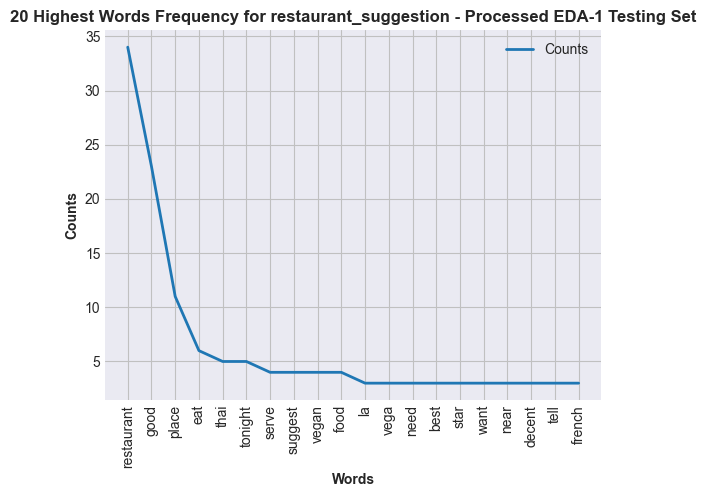 20 Highest Words Frequency for restaurant_suggestion - Processed EDA-1 Testing Set
Counts
35
30
25
20
15
10
5
Counts
restaurant
good
place
eat
thai
tonight
serve
suggest
vegan
food
la
vega
need
best
star
want
near
decent
tell
french
Words